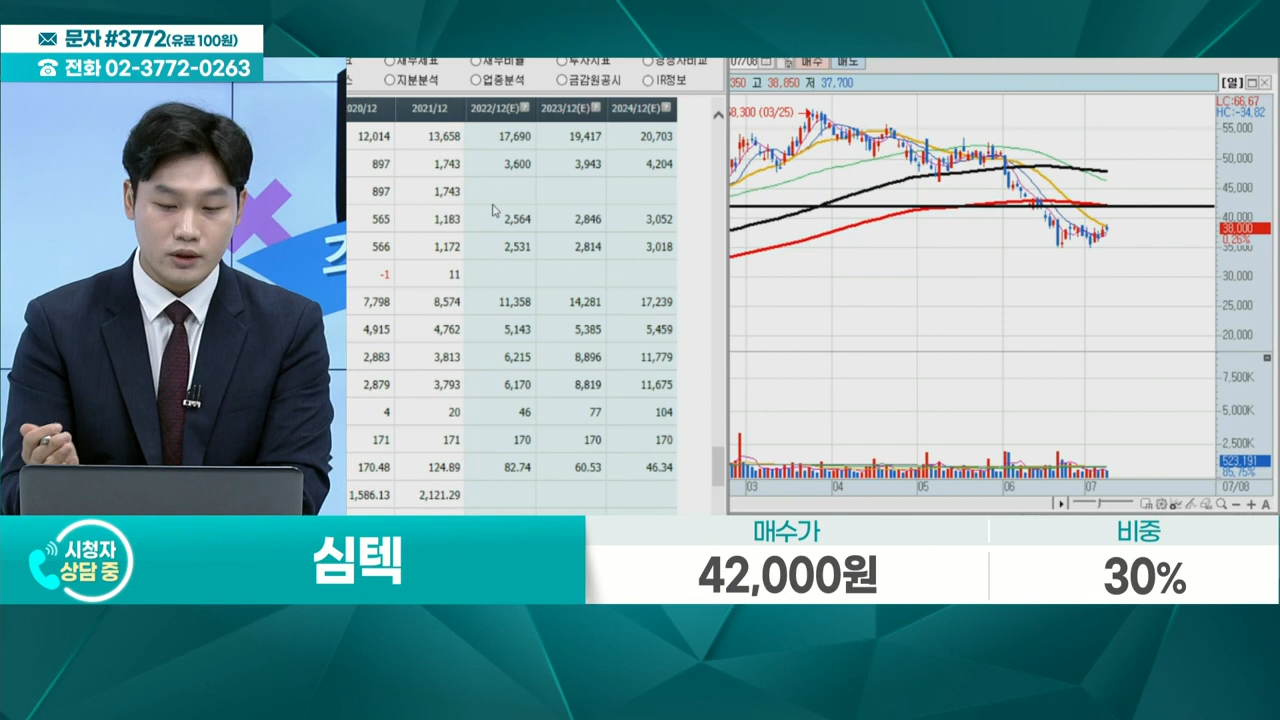 문자 #3772(유료 100원)
전화 02-3772-0263
지분분석 업종분석 금감원공시 IR정보
2021/12 2022/12(E) 2023/12(E) 2024/12(E)
12,014 13,658 17,690 19,417 20,703
897 1,743 3,600 3,943 4,204
897 1,743
565 1,183 2,564 2,846 3,052
566 1,172 2,531 2,814 3,018
-1 11
7,798 8,574 11,358 14,281 17,239
4,915 4,762 5,143 5,385 5,459
2,883 3,813 6,215 8,896 11,779
2,879 3,793 6,170 8,819 11,675
4 20 46 77 104
171 171 170 170 170
170.48 124.89 82.74 60.53 46.34
1,586.13 2,121.29
고 38,850 저 37,700
[일]
LC:66.67
HC:-34.82
(03/25)
55,000
50,000
45,000
40,000
38,000
0.26%
35,000
30,000
25,000
20,000
7,500K
5,000K
2,500K
523,191
85.75%
03 04 05 06 07 07/08
A
시청자
상담 중
심텍
매수가 비중
42,000원 30%